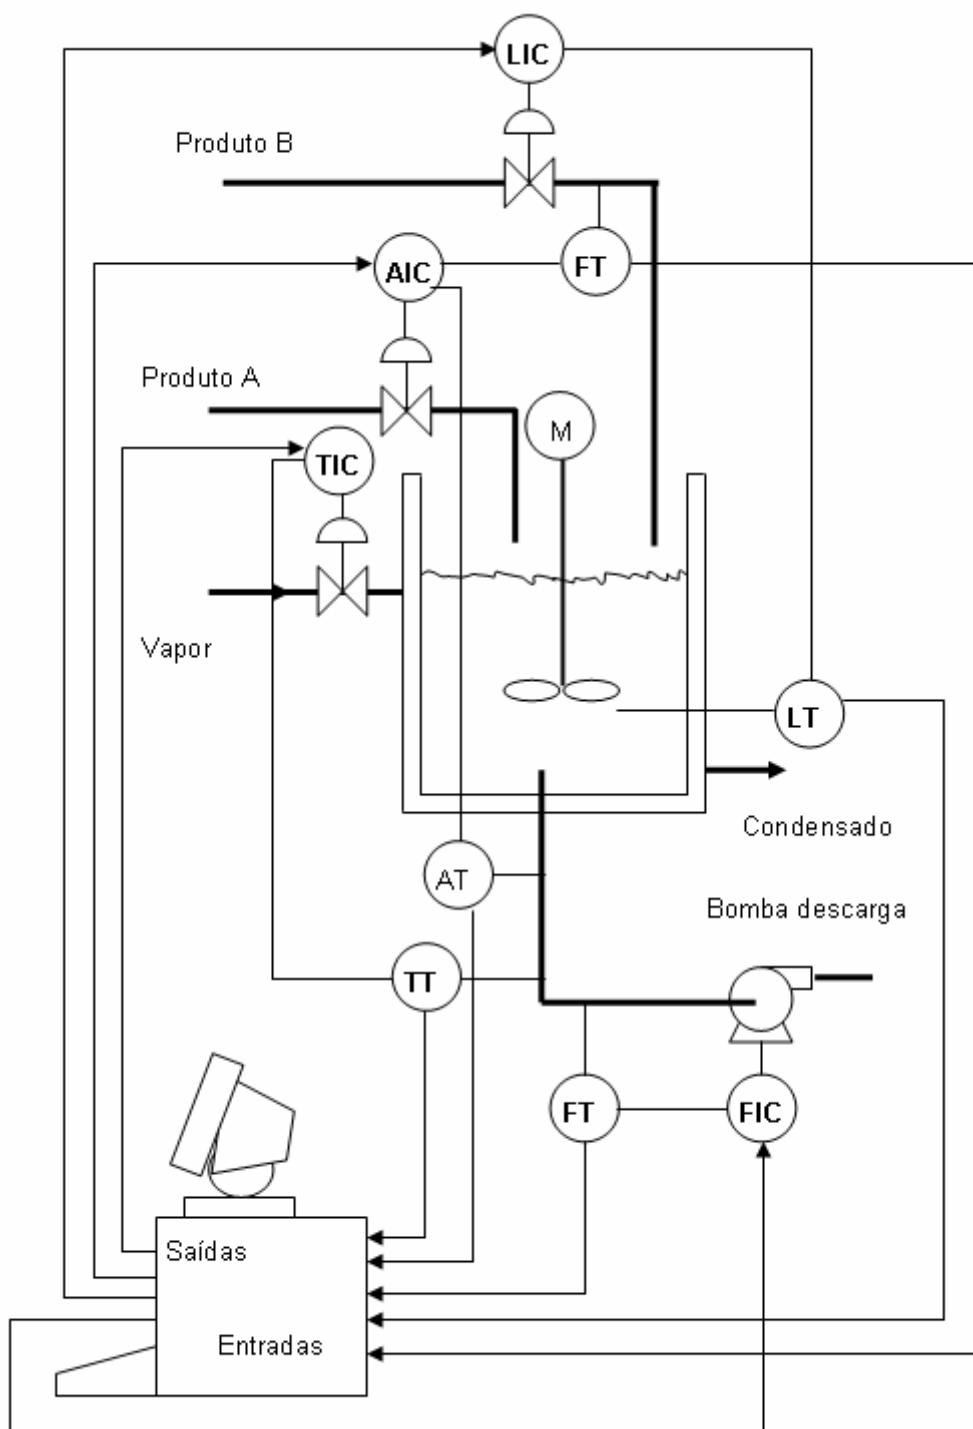 LIC
Produto B
AIC
FT
Produto A
M
TIC
Vapor
LT
Condensado
AT
Bomba descarga
TT
FT
FIC
Saídas
Entradas